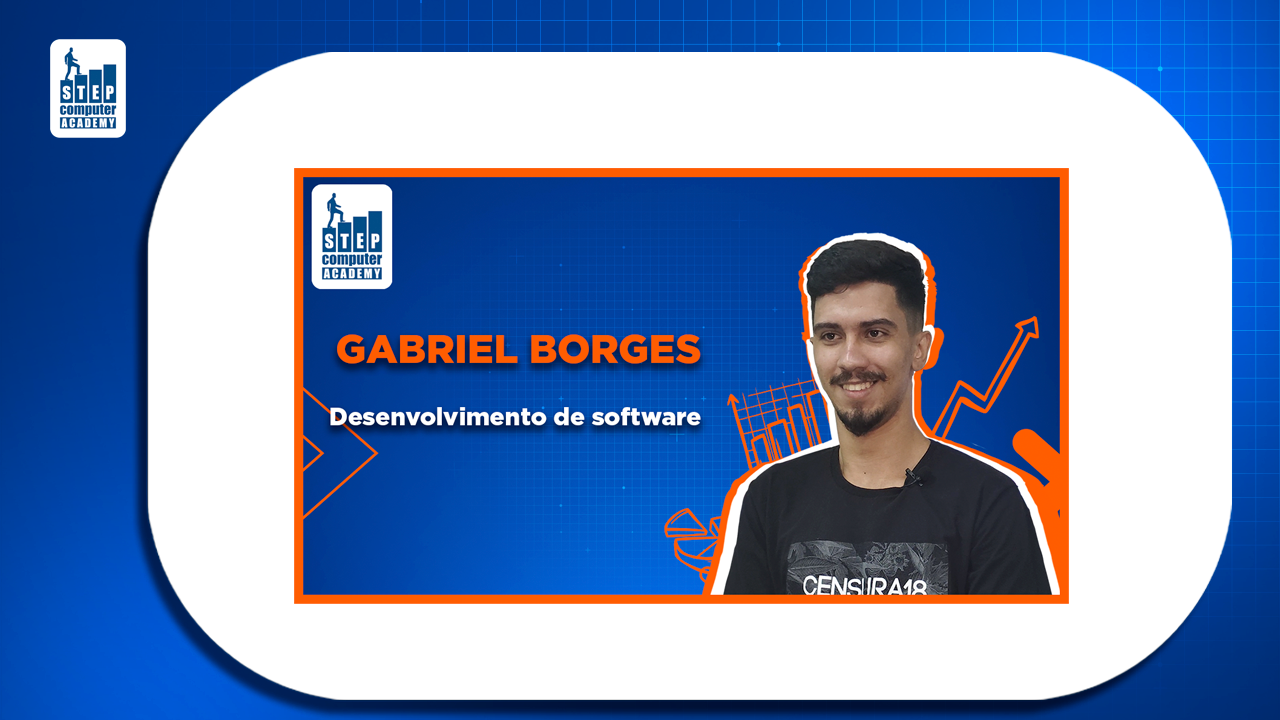 STEP
computer
ACADEMY
STEP
computer
ACADEMY
GABRIEL BORGES
Desenvolvimento de software
CENSURA18